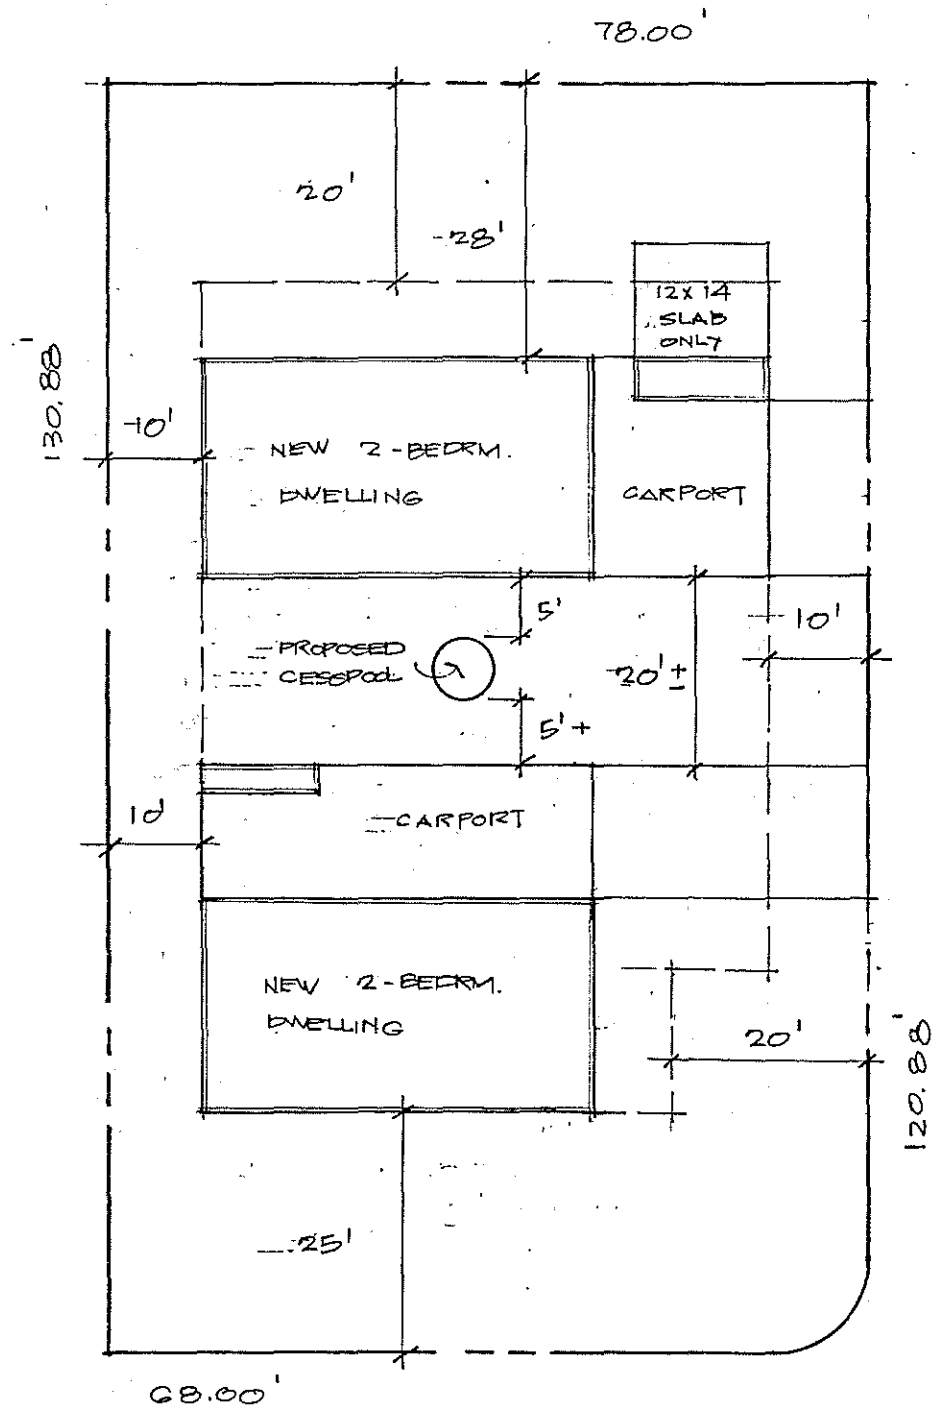 78.00'
20'
28'
12 x 14
SLAB
ONLY
130.88'
10'
NEW 2-BEDRM.
DWELLING
CARPORT
5'
10'
PROPOSED
CESSPOOL
20'±
5'+
10'
CARPORT
NEW 2-BEDRM.
DWELLING
20'
120.88'
25'
68.00'